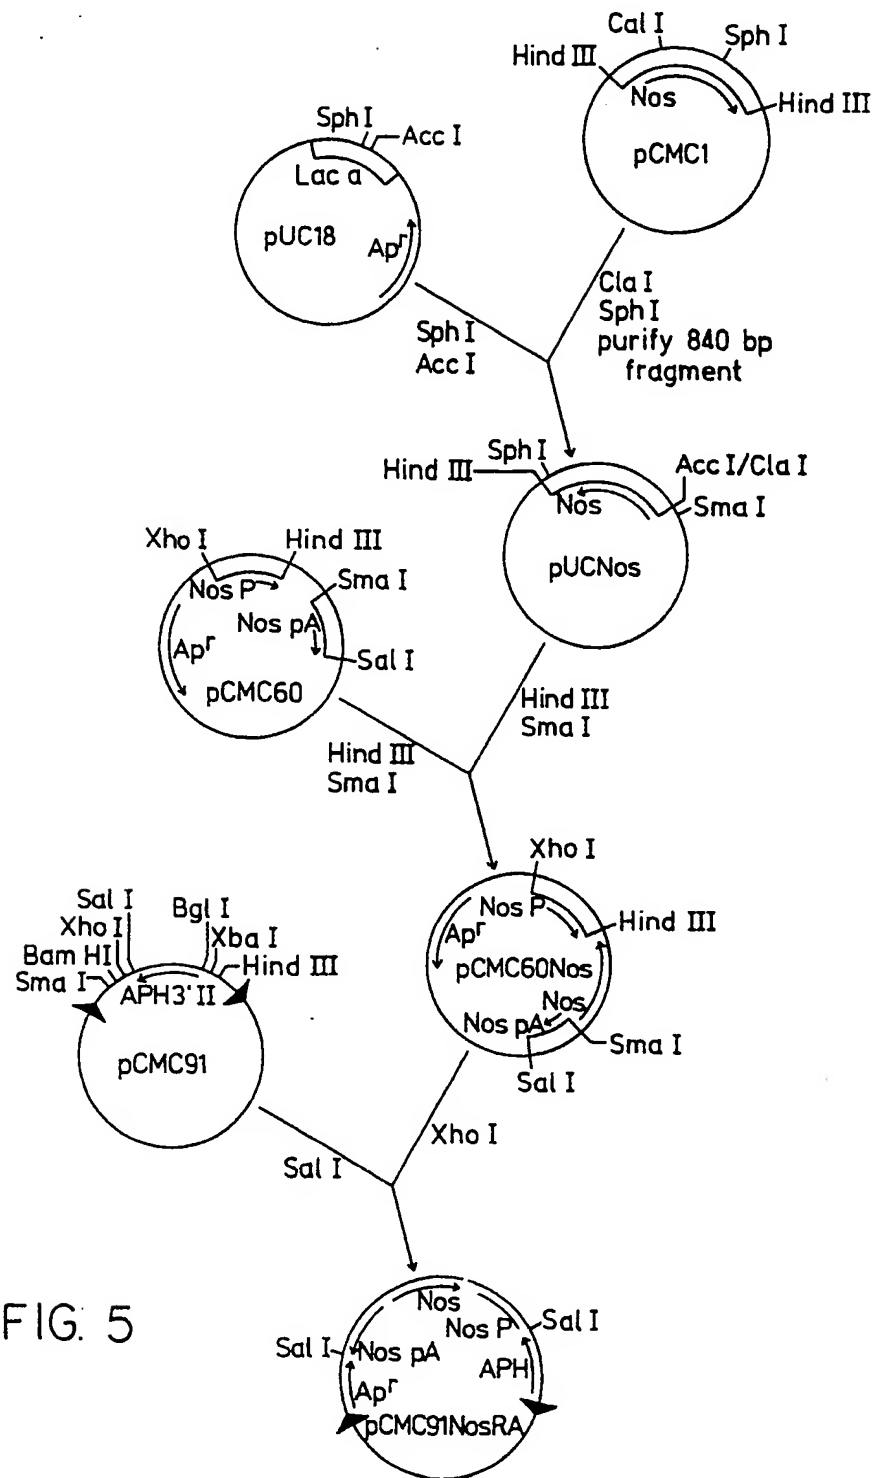 Cal I
Sph I
Hind III
Nos
Hind III
pCMC1
Sph I
Acc I
Lac a
pUC18
Apr
Cla I
Sph I
purify 840 bp
fragment
Sph I
Acc I
Sph I
Hind III
Acc I/Cla I
Nos
Sma I
pUCNos
Xho I
Hind III
Nos P
Sma I
Nos pA
Apr
Sal I
pCMC60
Hind III
Sma I
Hind III
Sma I
Xho I
Nos P
Hind III
Apr
pCMC60Nos
Nos
Nos pA
Sma I
Sal I
Sal I
Bgl I
Xho I
Xba I
Bam HI
Hind III
Sma I
APH3'II
pCMC91
Xho I
Sal I
FIG. 5
Nos
Nos P
Sal I
Sal I
Nos pA
APH
Apr
pCMC91NosRA